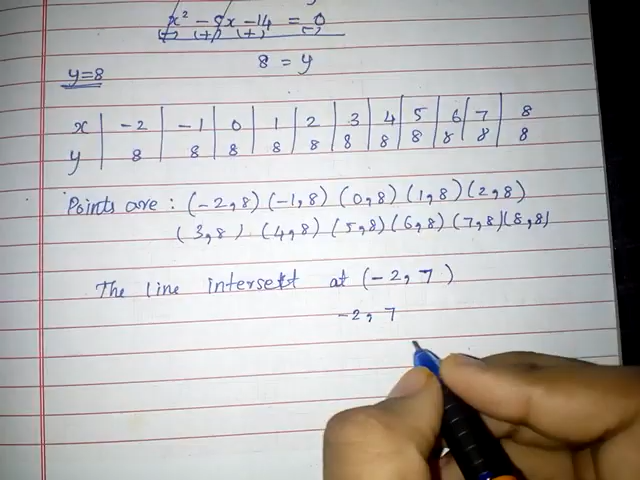 x² - 5x - 14 = 0
(-) (+) (+) (-)
8 = y
y=8
x -2 -1 0 1 2 3 4 5 6 7 8
y 8 8 8 8 8 8 8 8 8 8 8
Points are : (-2,8) (-1,8) (0,8) (1,8) (2,8)
(3,8) (4,8) (5,8) (6,8) (7,8) (8,8)
The line intersect at (-2, 7)
-2, 7